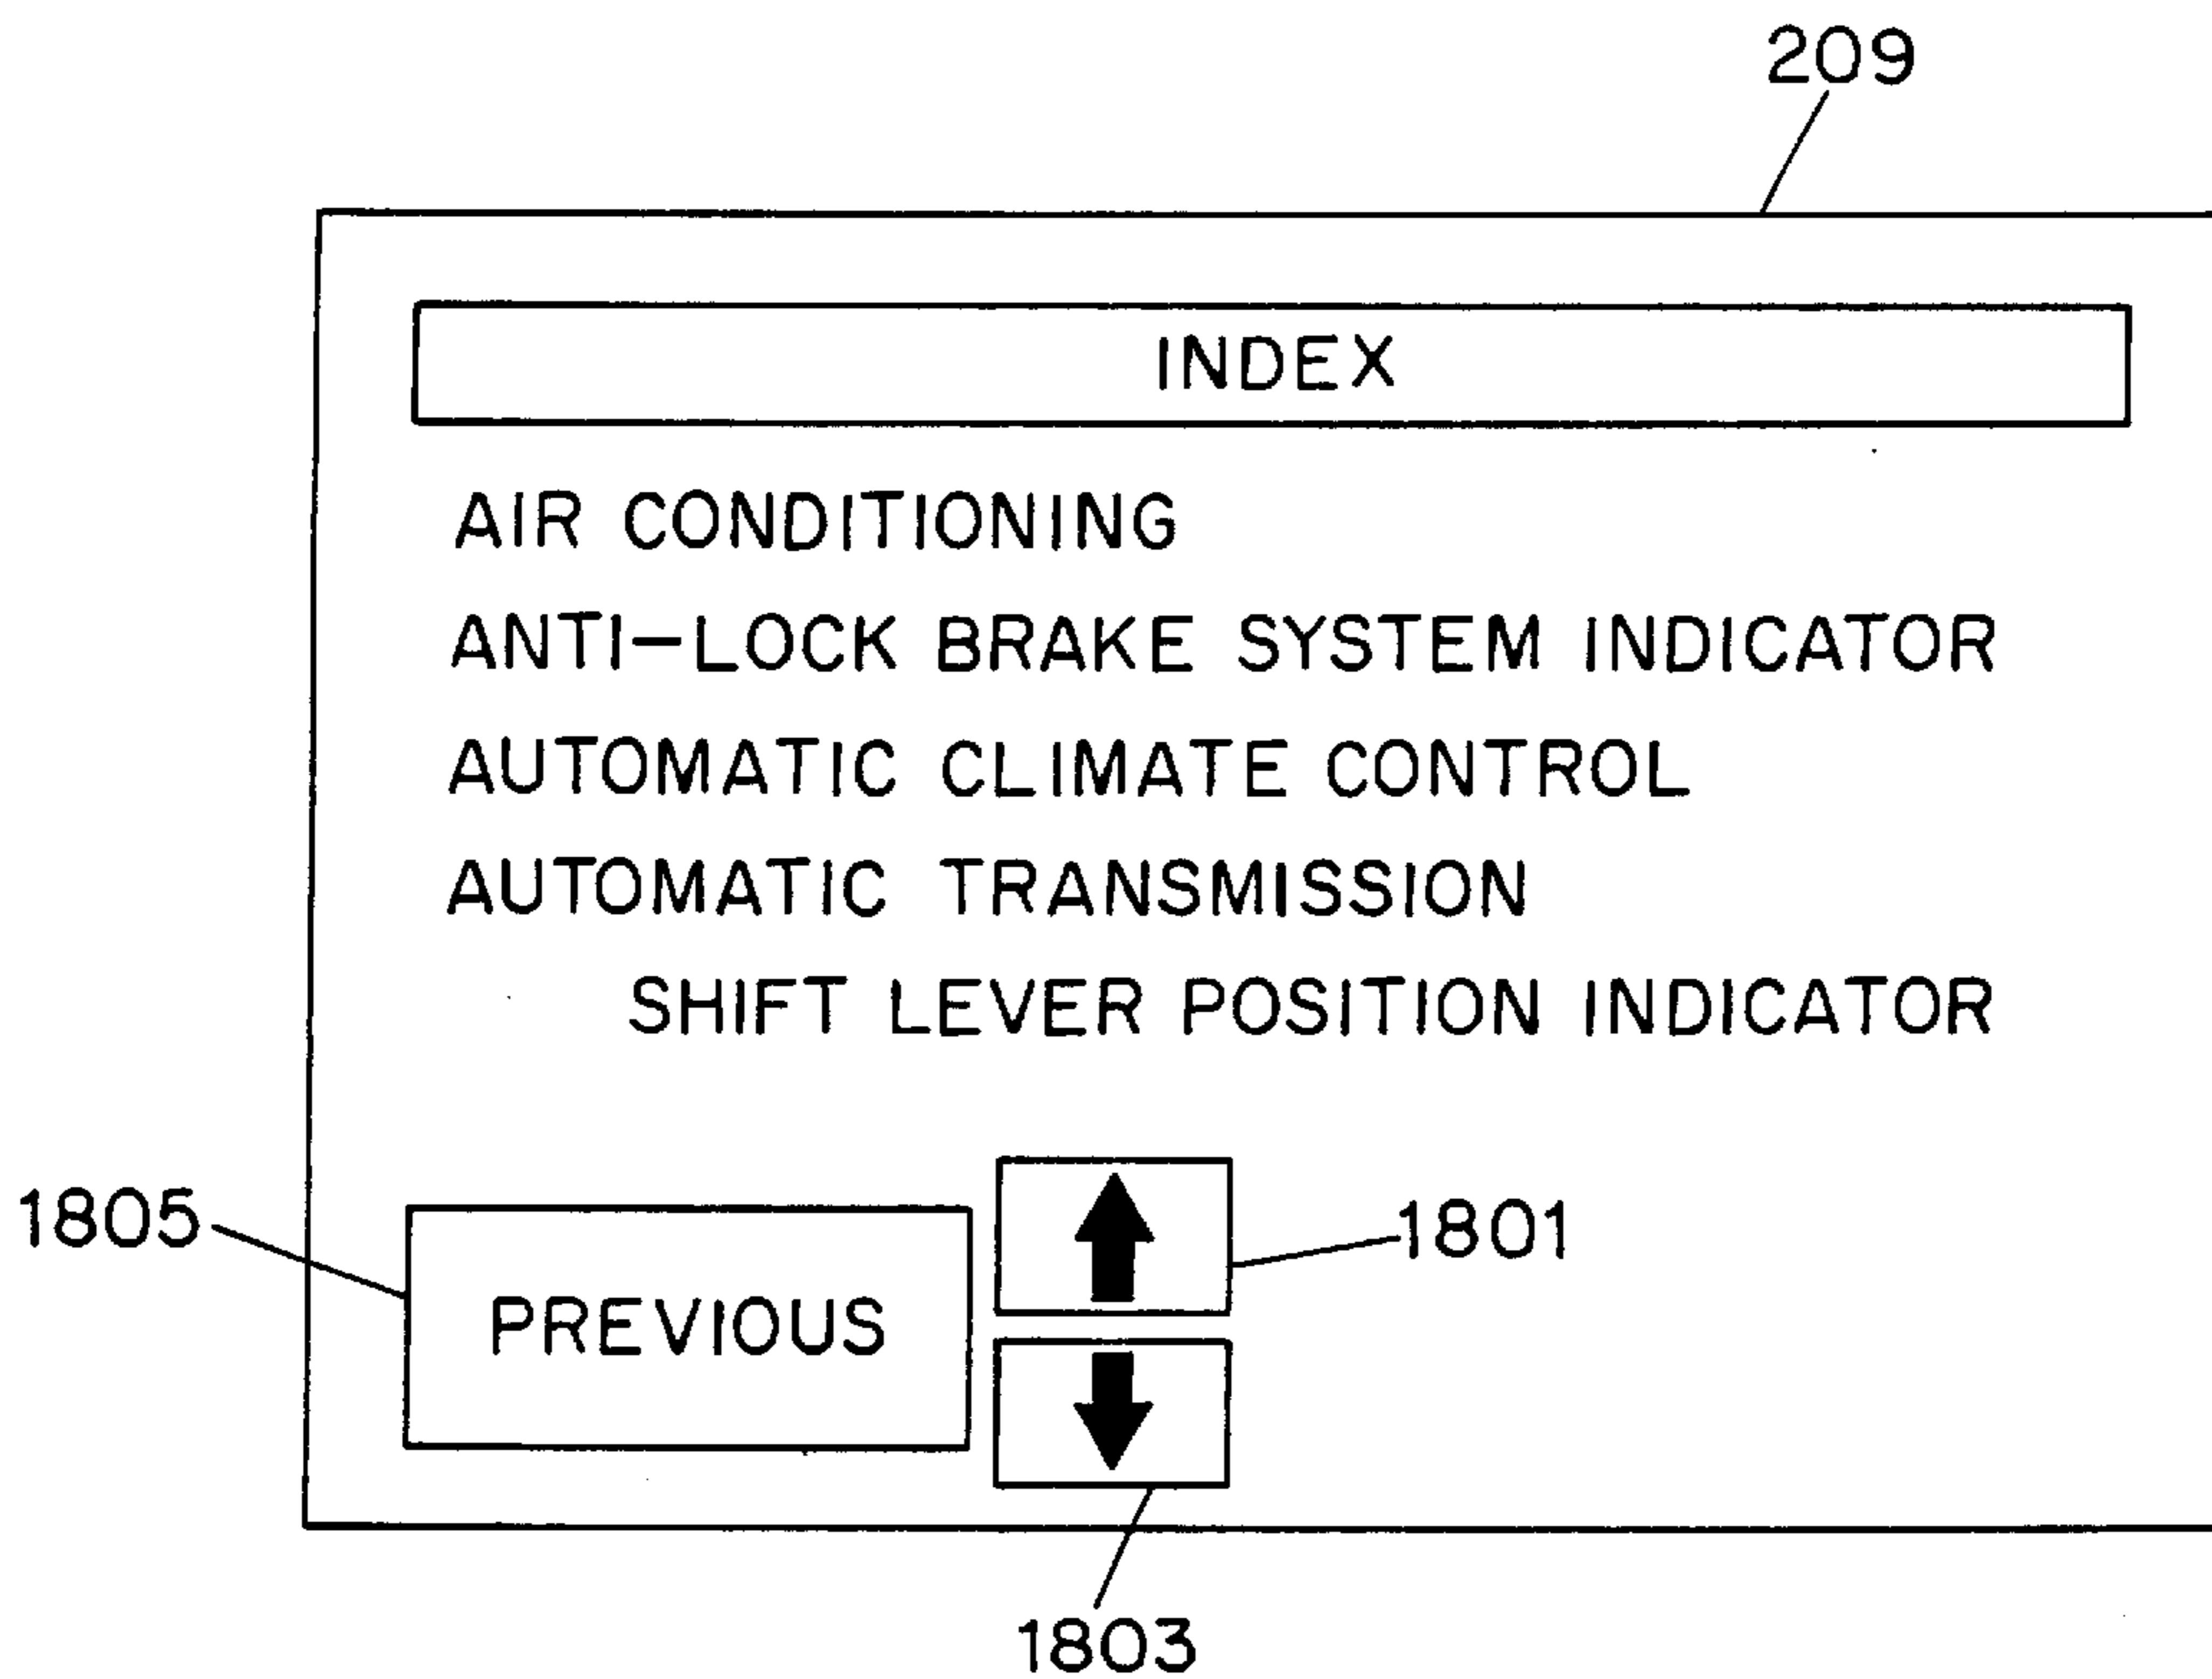 209
INDEX
AIR CONDITIONING
ANTI-LOCK BRAKE SYSTEM INDICATOR
AUTOMATIC CLIMATE CONTROL
AUTOMATIC TRANSMISSION
SHIFT LEVER POSITION INDICATOR
1805
1801
PREVIOUS
1803